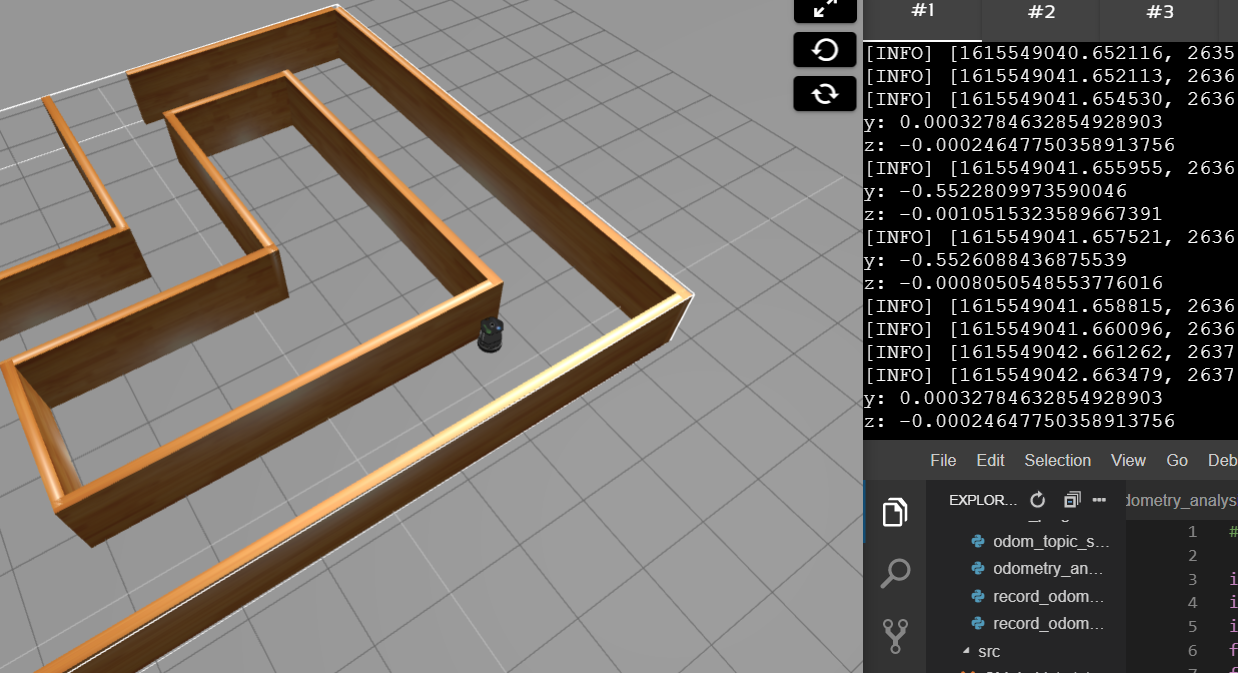 #1 #2 #3
[INFO] [1615549040.652116, 2635
[INFO] [1615549041.652113, 2636
[INFO] [1615549041.654530, 2636
y: 0.00032784632854928903
z: -0.00024647750358913756
[INFO] [1615549041.655955, 2636
y: -0.5522809973590046
z: -0.0010515323589667391
[INFO] [1615549041.657521, 2636
y: -0.5526088436875539
z: -0.0008050548553776016
[INFO] [1615549041.658815, 2636
[INFO] [1615549041.660096, 2636
[INFO] [1615549042.661262, 2637
[INFO] [1615549042.663479, 2637
y: 0.00032784632854928903
z: -0.00024647750358913756
File Edit Selection View Go Deb
EXPLOR...
dometry_analys
odom_topic_s...
odometry_an...
record_odom...
record_odom...
src
1 #
2
3 i
4 i
5 i
6 f